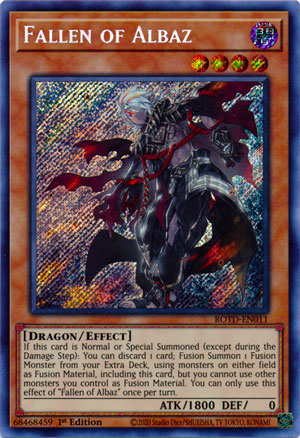 FALLEN OF ALBAZ
ROTD-EN011
[Dragon/Effect]
If this card is Normal or Special Summoned (except during the
Damage Step): You can discard 1 card; Fusion Summon 1 Fusion
Monster from your Extra Deck, using monsters on either field
as Fusion Material, including this card, but you cannot use other
monsters you control as Fusion Material. You can only use this
effect of "Fallen of Albaz" once per turn.
ATK/1800 DEF/ 0
68468459 1st Edition ©2020 Studio Dice/SHUEISHA, TV TOKYO, KONAMI